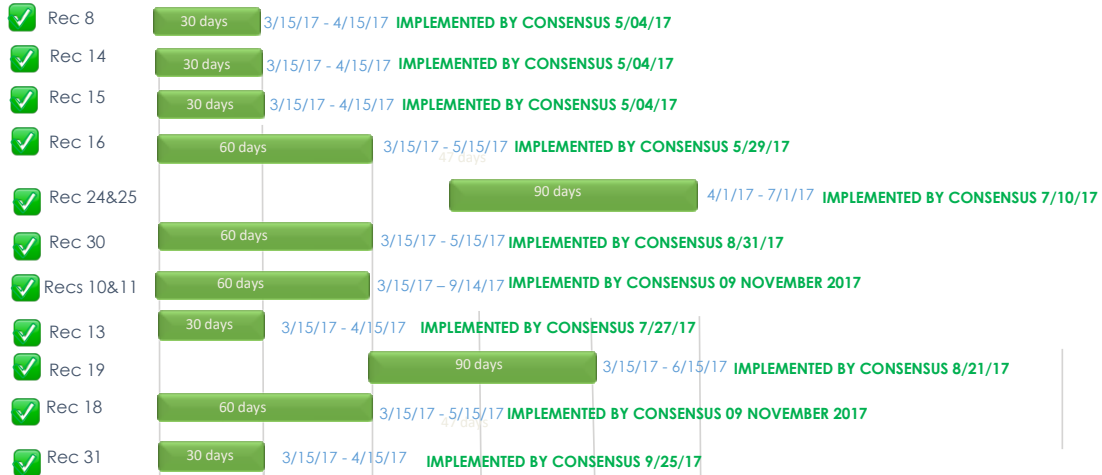 Rec 8 30 days 3/15/17 - 4/15/17 IMPLEMENTED BY CONSENSUS 5/04/17
Rec 14 30 days 3/15/17 - 4/15/17 IMPLEMENTED BY CONSENSUS 5/04/17
Rec 15 30 days 3/15/17 - 4/15/17 IMPLEMENTED BY CONSENSUS 5/04/17
Rec 16 60 days 3/15/17 - 5/15/17 IMPLEMENTED BY CONSENSUS 5/29/17
47 days
Rec 24&25 90 days 4/1/17 - 7/1/17 IMPLEMENTED BY CONSENSUS 7/10/17
Rec 30 60 days 3/15/17 - 5/15/17 IMPLEMENTED BY CONSENSUS 8/31/17
Recs 10&11 60 days 3/15/17 – 9/14/17 IMPLEMENTD BY CONSENSUS 09 NOVEMBER 2017
Rec 13 30 days 3/15/17 - 4/15/17 IMPLEMENTED BY CONSENSUS 7/27/17
Rec 19 90 days 3/15/17 - 6/15/17 IMPLEMENTED BY CONSENSUS 8/21/17
Rec 18 60 days 3/15/17 - 5/15/17 IMPLEMENTED BY CONSENSUS 09 NOVEMBER 2017
47 days
Rec 31 30 days 3/15/17 - 4/15/17 IMPLEMENTED BY CONSENSUS 9/25/17